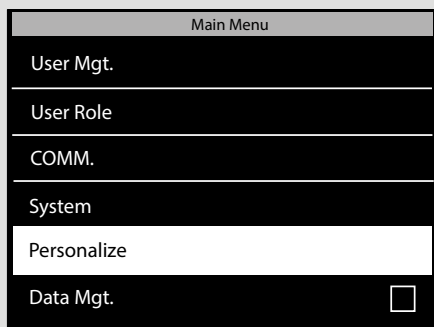 Main Menu
User Mgt.
User Role
COMM.
System
Personalize
Data Mgt.